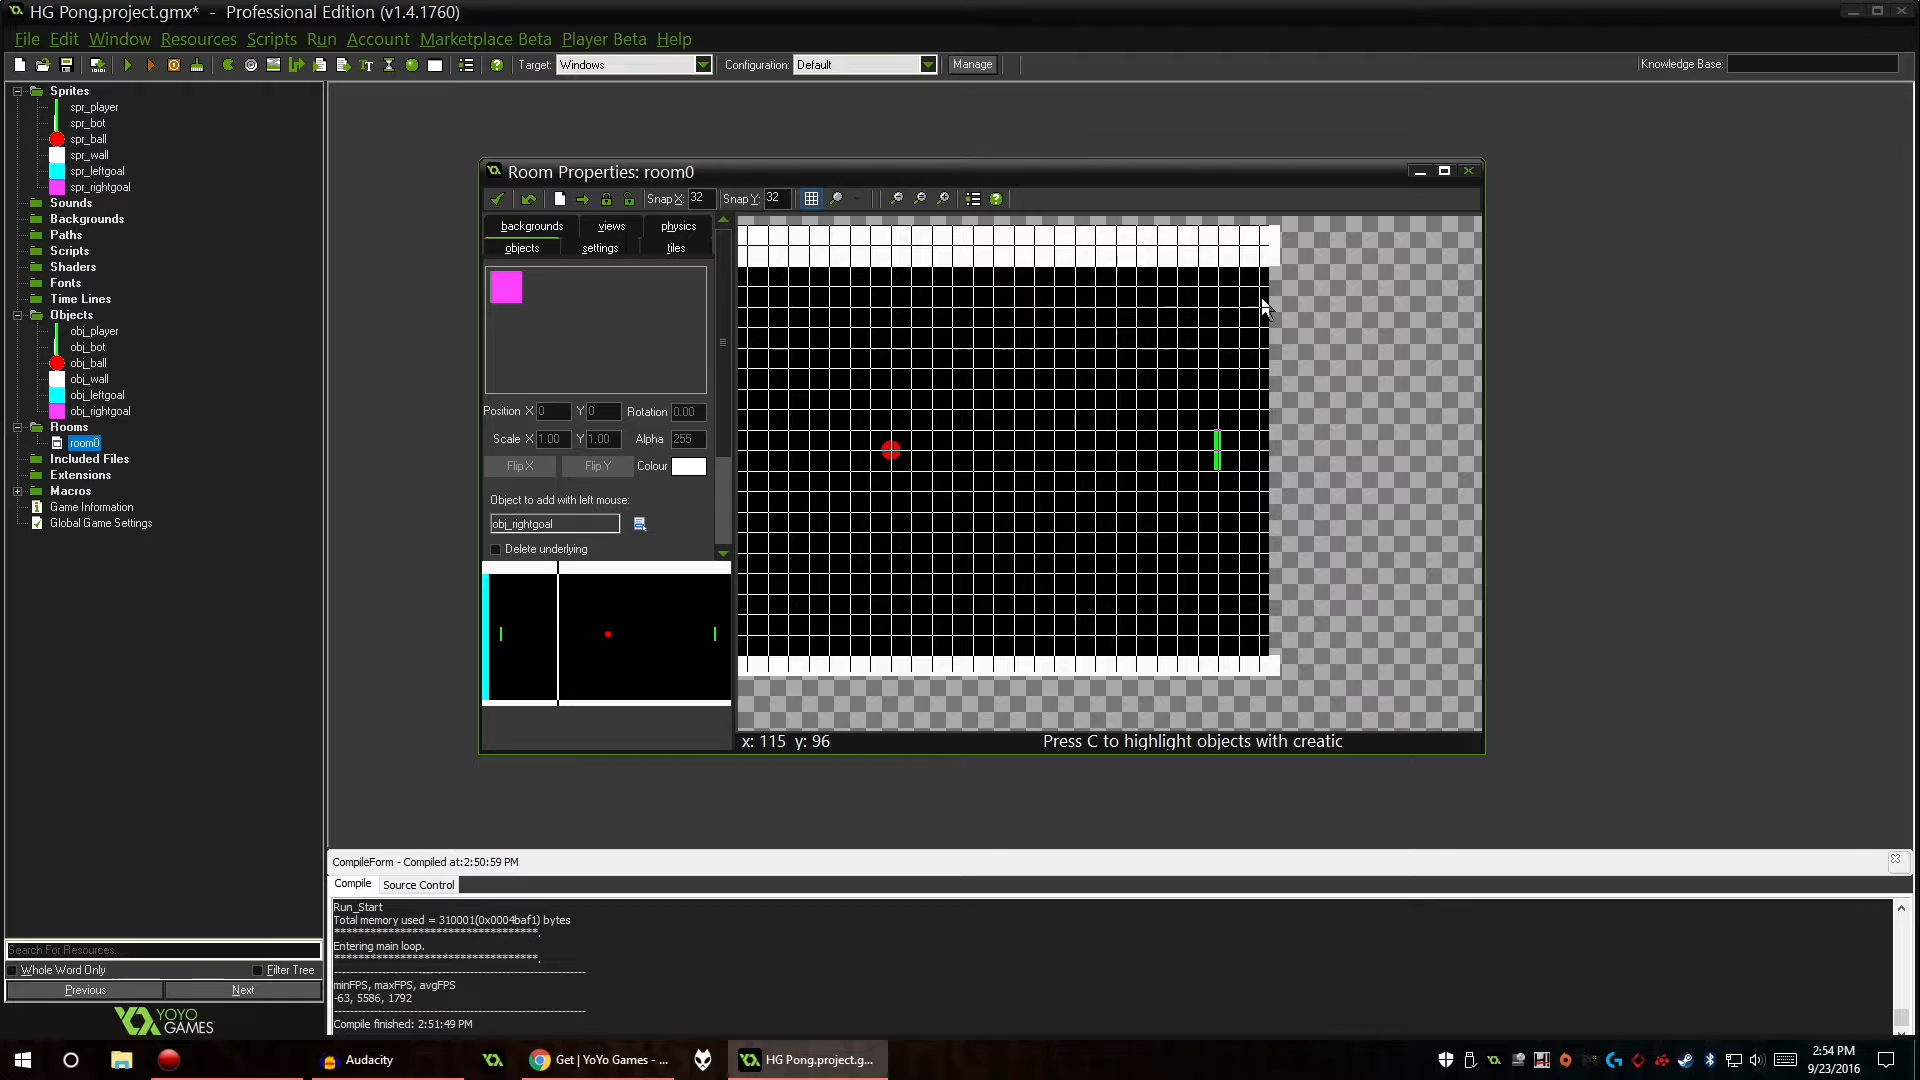 HG Pong.project.gmx* - Professional Edition (v1.4.1760)
File Edit Window Resources Scripts Run Account Marketplace Beta Player Beta Help
Target: Windows Configuration: Default Manage Knowledge Base:
Sprites
spr_player
spr_bot
spr_ball
spr_wall
spr_leftgoal
spr_rightgoal
Sounds
Backgrounds
Paths
Scripts
Shaders
Fonts
Time Lines
Objects
obj_player
obj_bot
obj_ball
obj_wall
obj_leftgoal
obj_rightgoal
Rooms
room0
Included Files
Extensions
Macros
Game Information
Global Game Settings
Search For Resources...
Whole Word Only Filter Tree
Previous Next
YOYO
GAMES
Room Properties: room0
Snap X: 32 Snap Y: 32
backgrounds views physics
objects settings tiles
Position X 0 Y 0 Rotation 0.00
Scale X 1.00 Y 1.00 Alpha 255
Flip X Flip Y Colour
Object to add with left mouse:
obj_rightgoal
Delete underlying
x: 115 y: 96 Press C to highlight objects with creatic
CompileForm - Compiled at:2:50:59 PM
Compile Source Control
Run_Start
Total memory used = 310001(0x0004baf1) bytes
***********************************.
Entering main loop.
***********************************.
minFPS, maxFPS, avgFPS
-63, 5586, 1792
Compile finished: 2:51:49 PM
Audacity Get | YoYo Games - ... HG Pong.project.g...
2:54 PM
9/23/2016